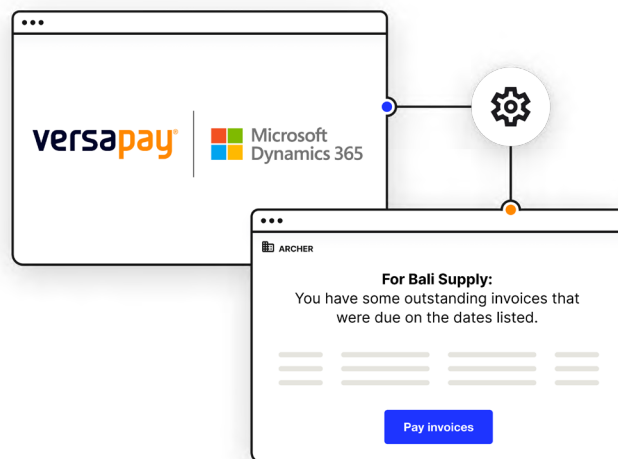 versapay®
Microsoft
Dynamics 365
ARCHER
For Bali Supply:
You have some outstanding invoices that
were due on the dates listed.
Pay invoices